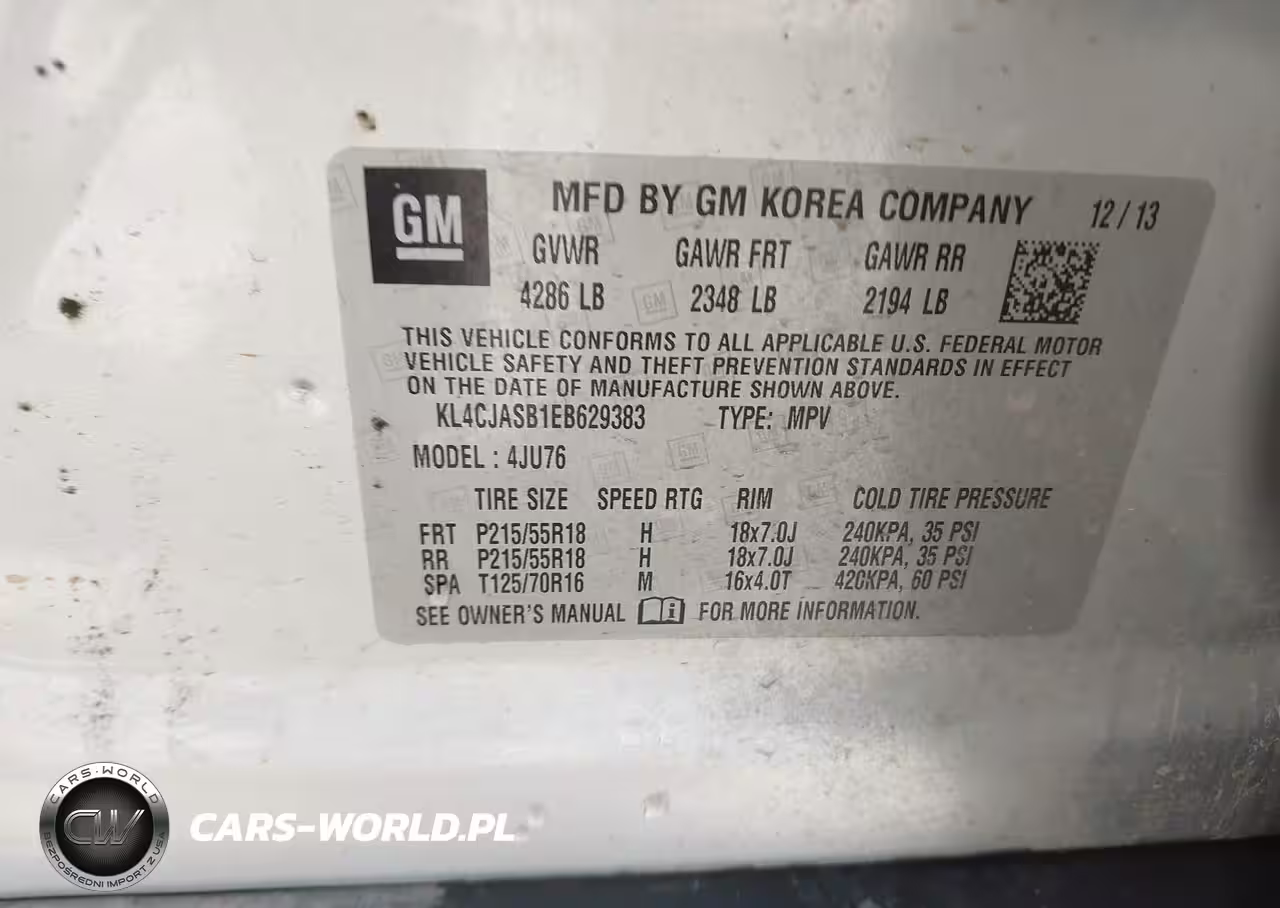 GM
MFD BY GM KOREA COMPANY 12 / 13
GVWR GAWR FRT GAWR RR
4286 LB 2348 LB 2194 LB
THIS VEHICLE CONFORMS TO ALL APPLICABLE U.S. FEDERAL MOTOR
VEHICLE SAFETY AND THEFT PREVENTION STANDARDS IN EFFECT
ON THE DATE OF MANUFACTURE SHOWN ABOVE.
KL4CJASB1EB629383 TYPE: MPV
MODEL : 4JU76
TIRE SIZE SPEED RTG RIM COLD TIRE PRESSURE
FRT P215/55R18 H 18x7.0J 240KPA, 35 PSI
RR P215/55R18 H 18x7.0J 240KPA, 35 PSI
SPA T125/70R16 M 16x4.0T 420KPA, 60 PSI
SEE OWNER'S MANUAL i FOR MORE INFORMATION.
CARS-WORLD
CW
BEZPOŚREDNI IMPORT Z USA
CARS-WORLD.PL